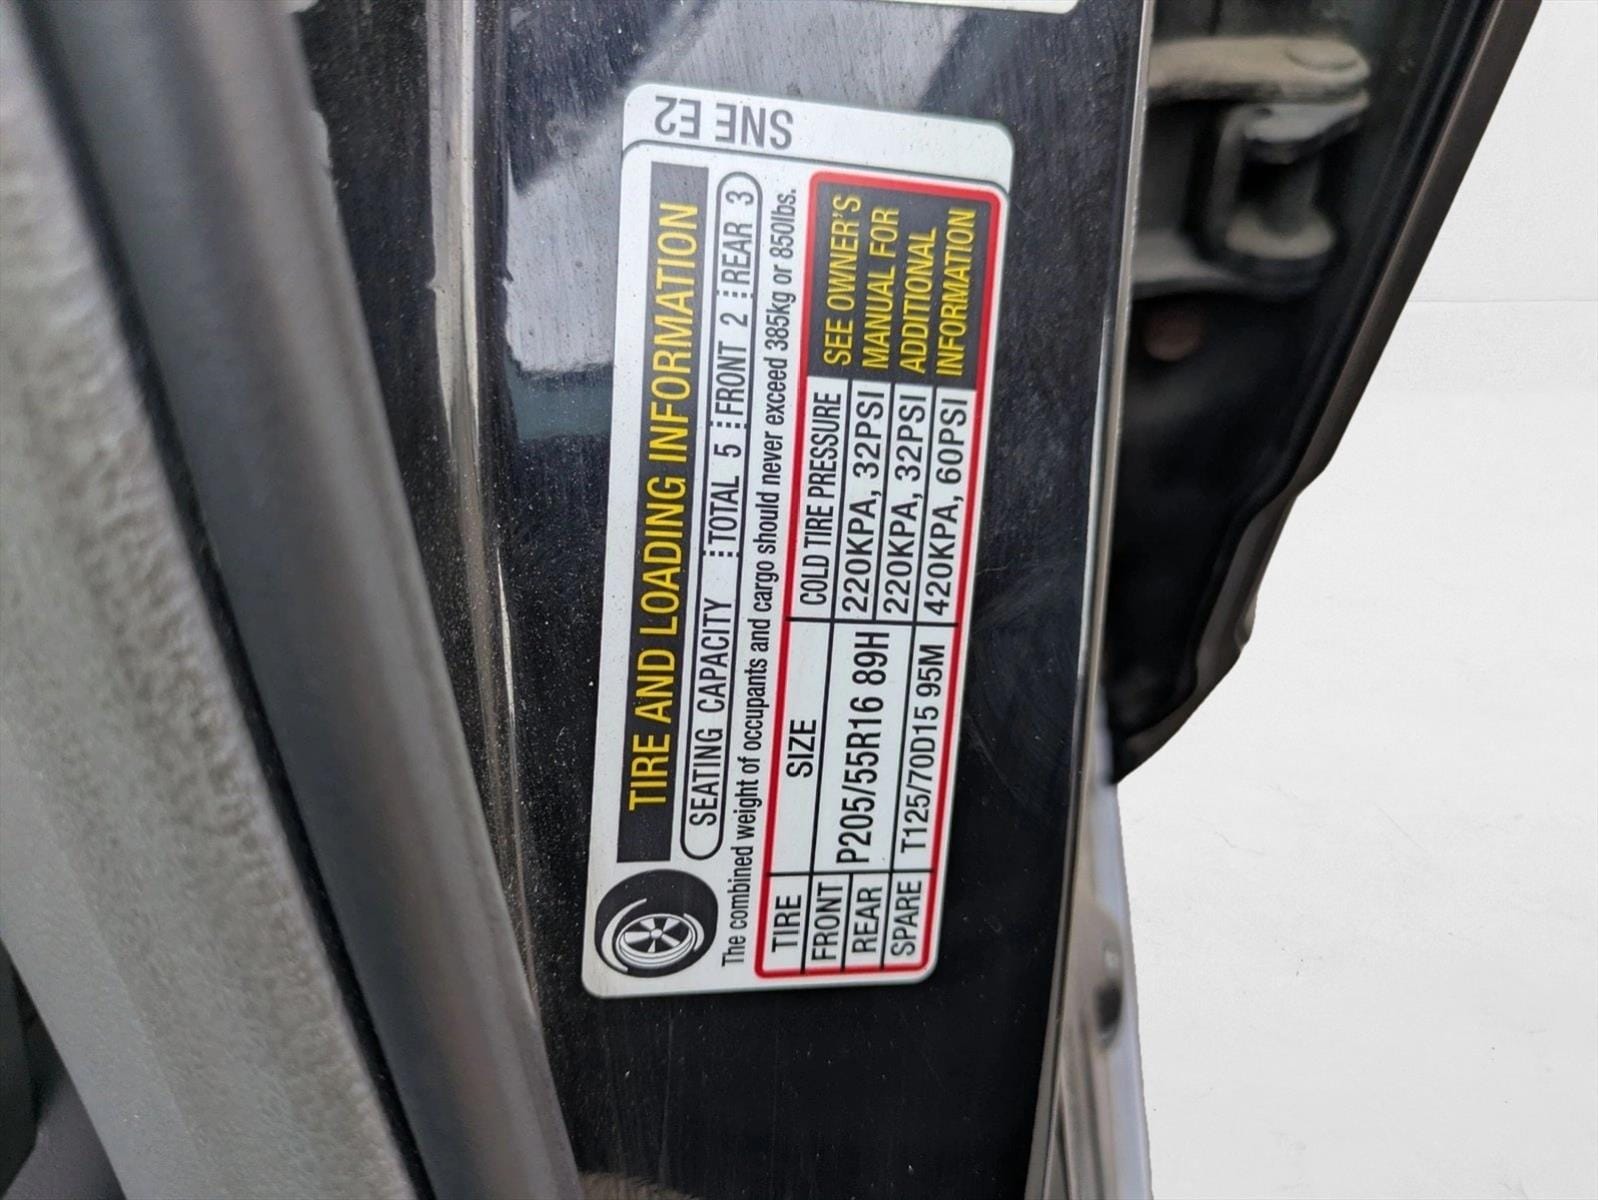 SNE E2
TIRE AND LOADING INFORMATION
SEATING CAPACITY TOTAL 5 FRONT 2 REAR 3
The combined weight of occupants and cargo should never exceed 385kg or 850lbs.
TIRE SIZE COLD TIRE PRESSURE
FRONT P205/55R16 89H 220KPA, 32PSI
REAR 220KPA, 32PSI
SPARE T125/70D15 95M 420KPA, 60PSI
SEE OWNER'S
MANUAL FOR
ADDITIONAL
INFORMATION